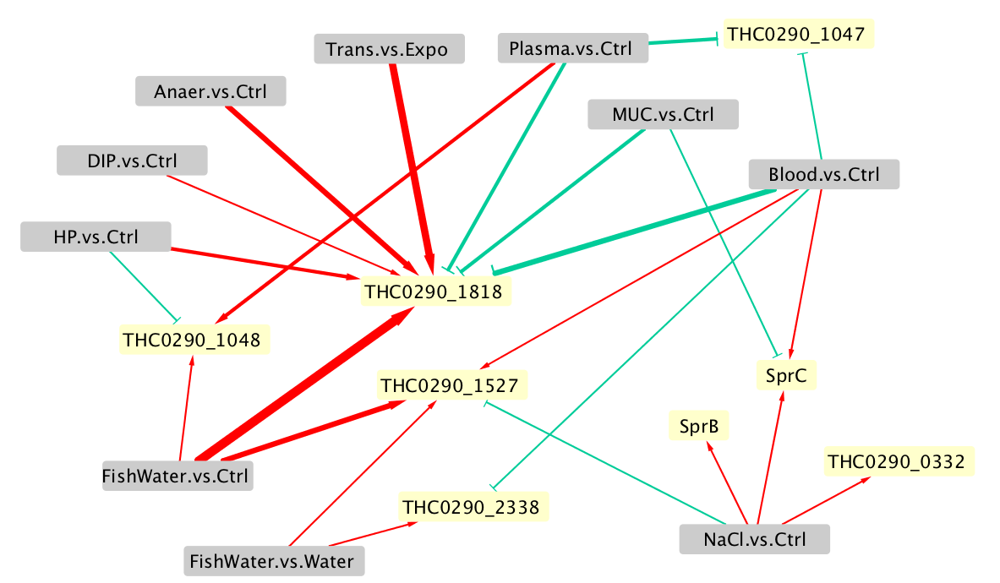 THC0290_1047
Trans.vs.Expo
Plasma.vs.Ctrl
Anaer.vs.Ctrl
MUC.vs.Ctrl
DIP.vs.Ctrl
Blood.vs.Ctrl
HP.vs.Ctrl
THC0290_1818
THC0290_1048
SprC
THC0290_1527
SprB
THC0290_0332
FishWater.vs.Ctrl
THC0290_2338
NaCl.vs.Ctrl
FishWater.vs.Water